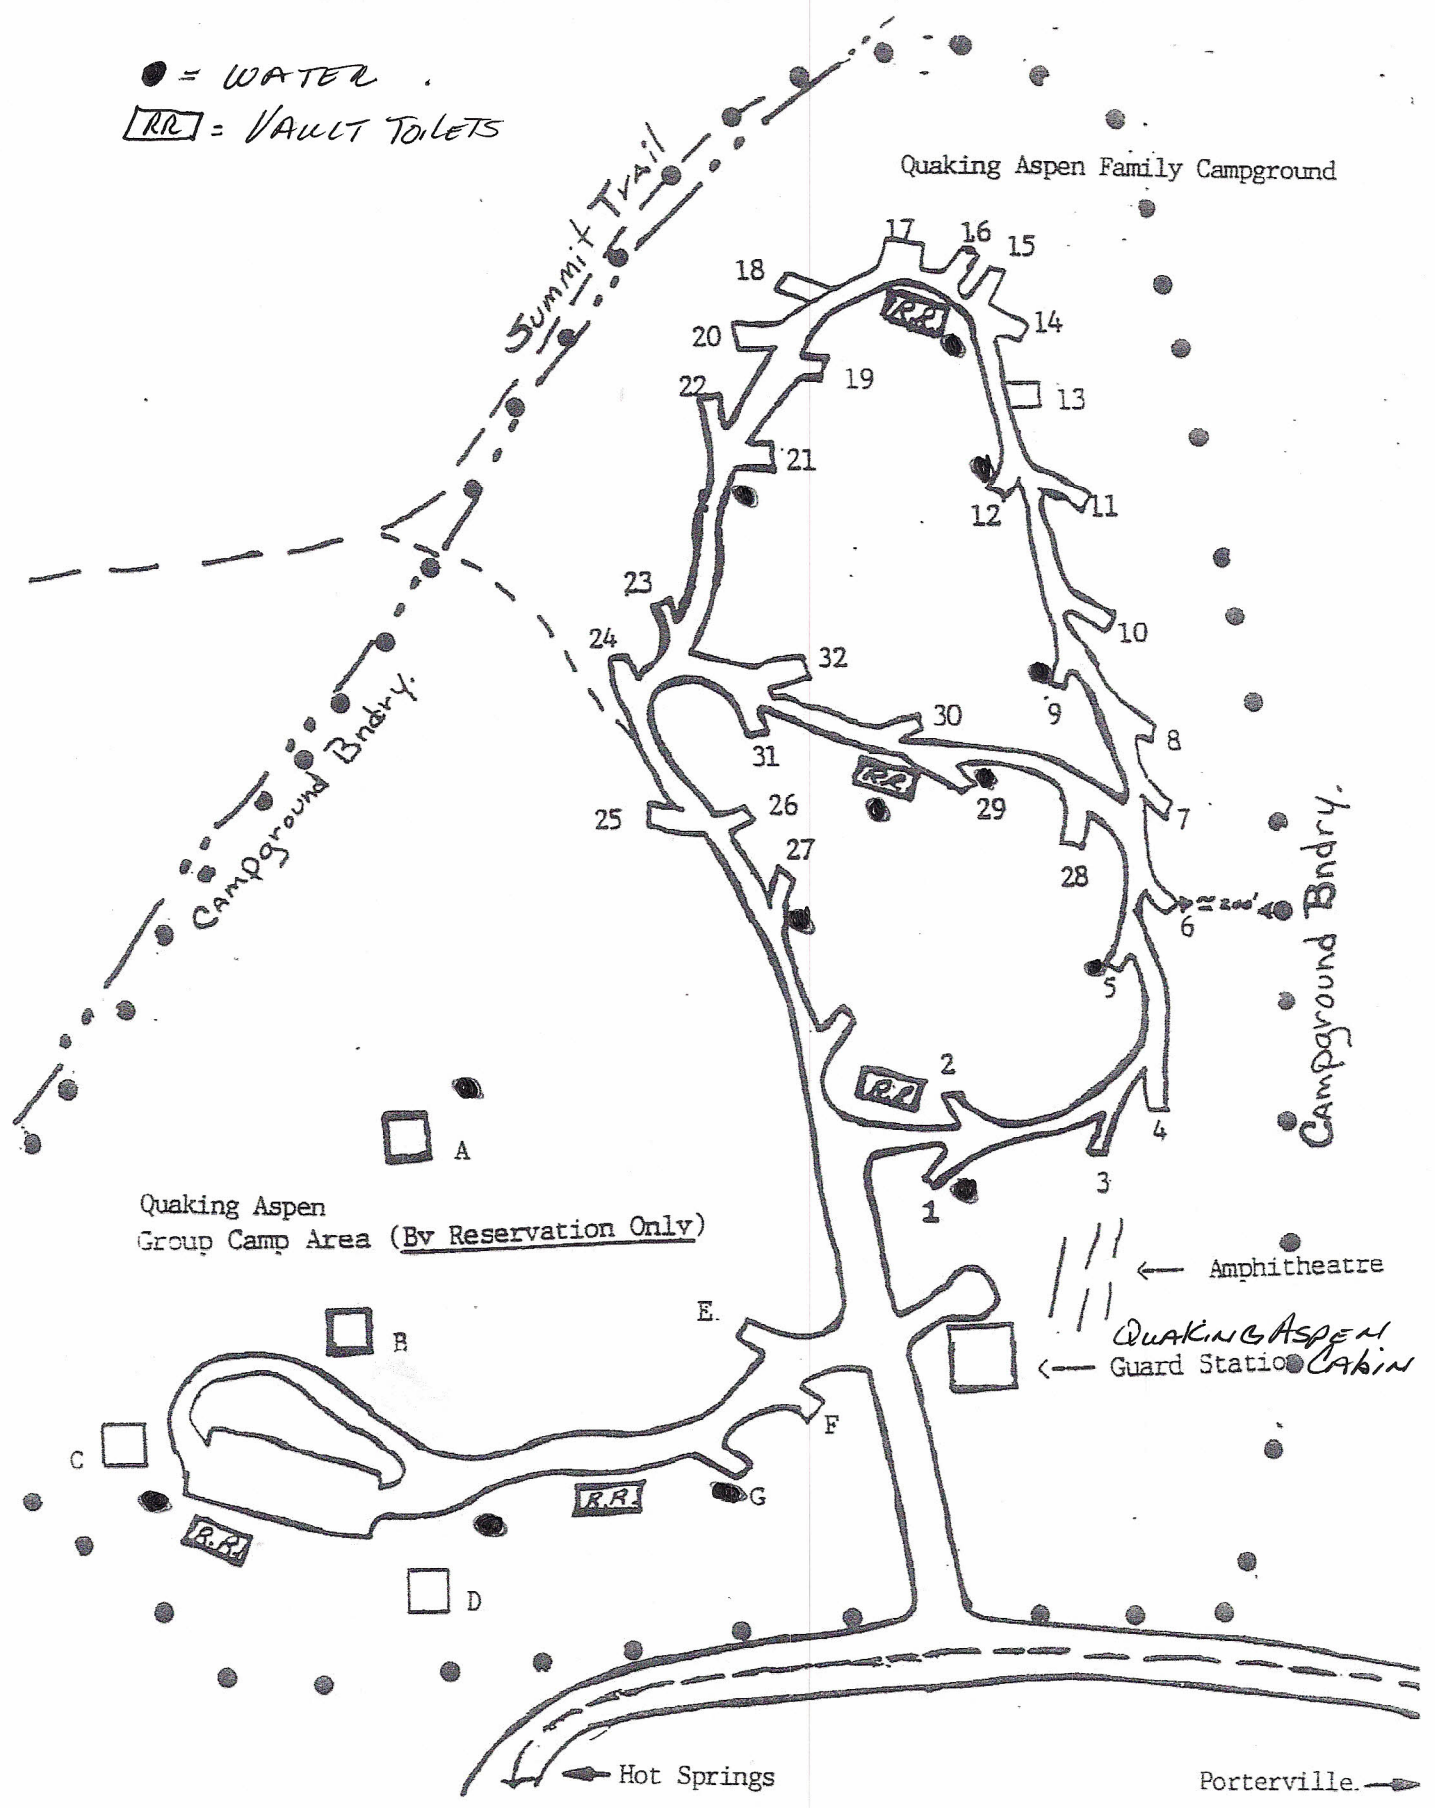 = WATER .
RR = VAULT TOILETS
Summit Trail
Quaking Aspen Family Campground
17
16
15
18
14
20
19
13
22
21
11
12
23
10
24
32
9
30
8
31
29
7
26
25
27
28
6
≈ 200'
5
Campground Bndry.
Campground Bndry.
RR
RR
RR
2
4
3
1
A
Quaking Aspen
Group Camp Area (By Reservation Only)
Amphitheatre
E.
QUAKING ASPEN
Guard Station CABIN
B
F
C
G
R.R.
R.R.
D
Hot Springs
Porterville.